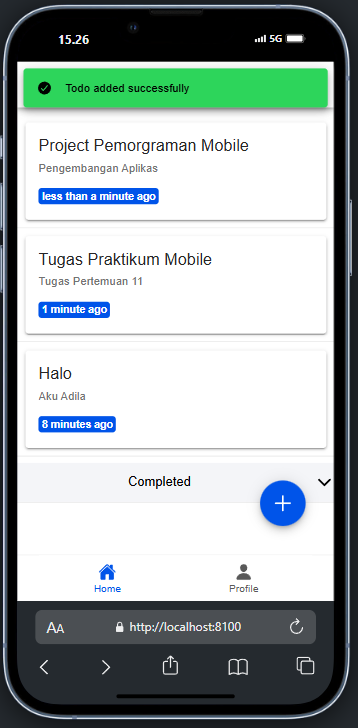 15.26
5G
Todo added successfully
Project Pemorgraman Mobile
Pengembangan Aplikas
less than a minute ago
Tugas Praktikum Mobile
Tugas Pertemuan 11
1 minute ago
Halo
Aku Adila
8 minutes ago
Completed
Home
Profile
AA
http://localhost:8100